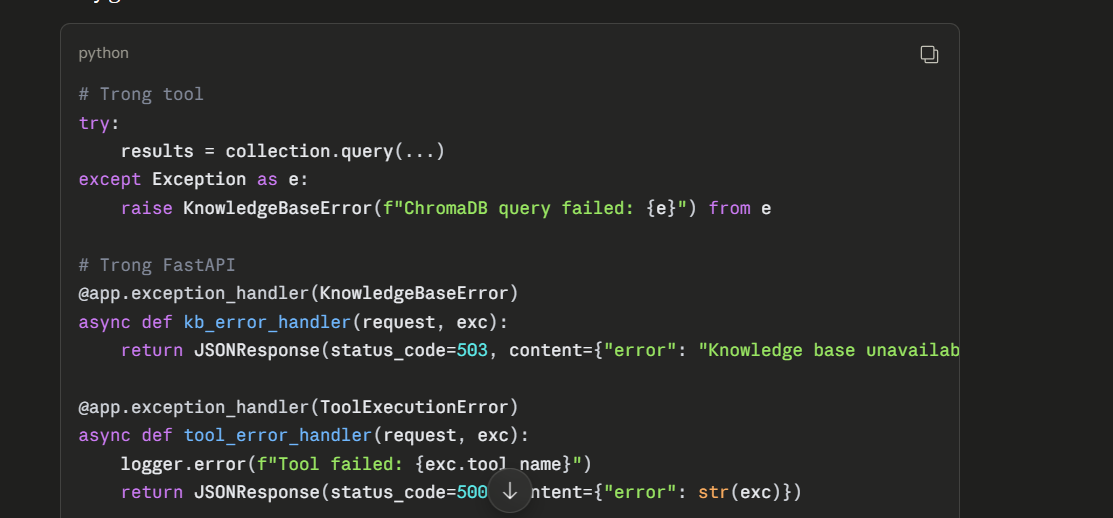 python
# Trong tool
try:
    results = collection.query(...)
except Exception as e:
    raise KnowledgeBaseError(f"ChromaDB query failed: {e}") from e
# Trong FastAPI
@app.exception_handler(KnowledgeBaseError)
async def kb_error_handler(request, exc):
    return JSONResponse(status_code=503, content={"error": "Knowledge base unavailab
@app.exception_handler(ToolExecutionError)
async def tool_error_handler(request, exc):
    logger.error(f"Tool failed: {exc.tool_name}")
    return JSONResponse(status_code=500 ntent={"error": str(exc)})